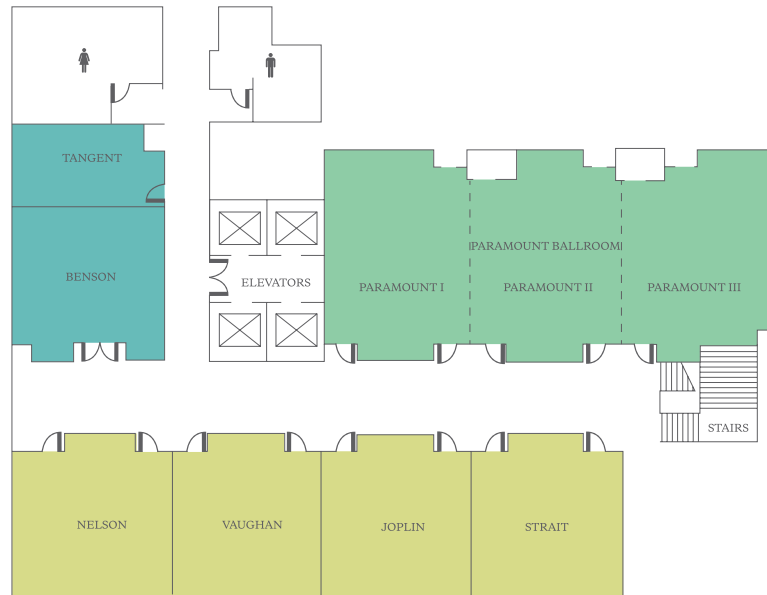 TANGENT
PARAMOUNT BALLROOM
BENSON
ELEVATORS
PARAMOUNT I
PARAMOUNT II
PARAMOUNT III
STAIRS
NELSON
VAUGHAN
JOPLIN
STRAIT